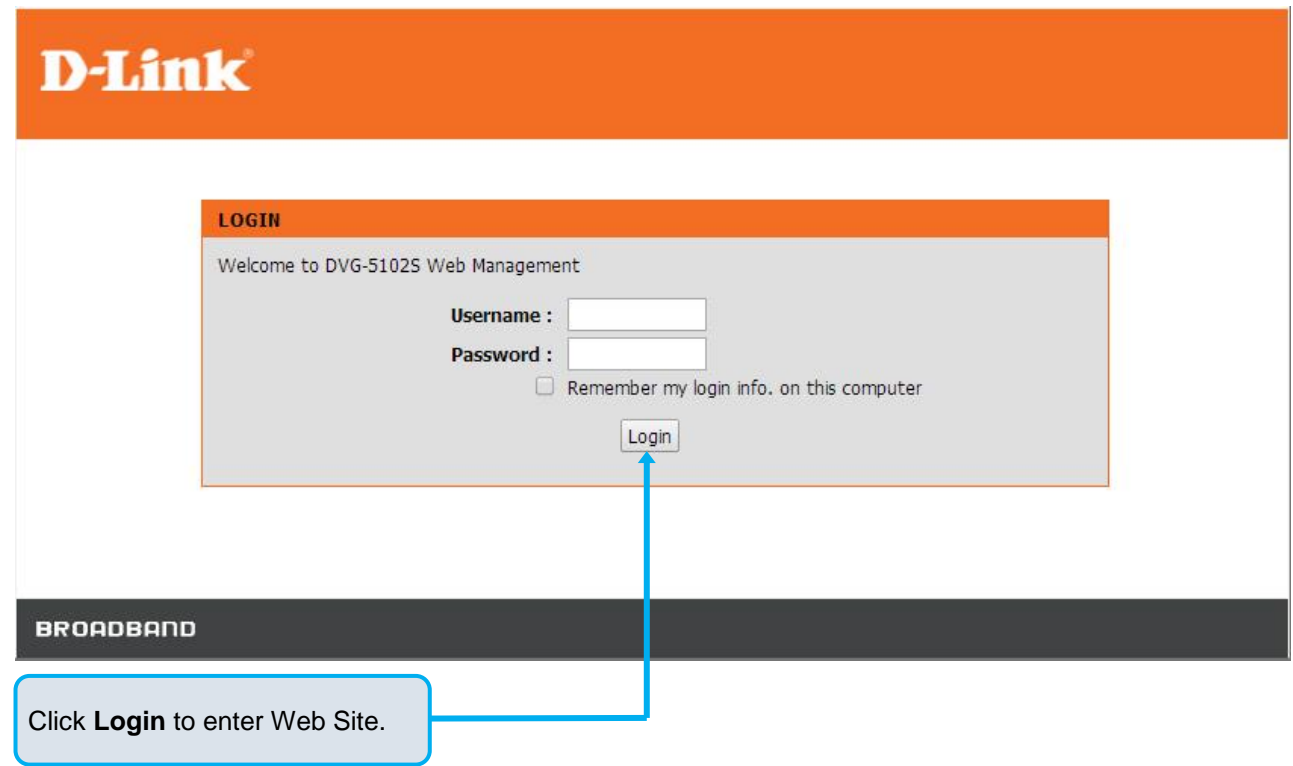 D-Link®
LOGIN
Welcome to DVG-5102S Web Management
Username :
Password :
Remember my login info. on this computer
Login
BROADBAND
Click Login to enter Web Site.